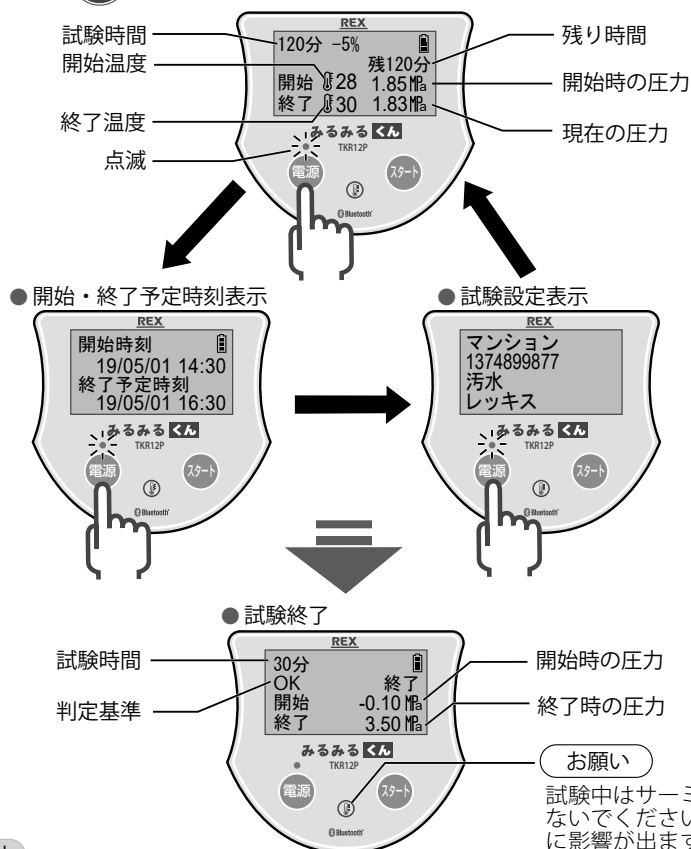 REX
試験時間
120分 -5%
残り時間
開始温度
残120分
開始 28 1.85 MPa
開始時の圧力
終了 30 1.83 MPa
終了温度
現在の圧力
みるみるくん
TKR12P
点滅
電源
スタート
Bluetooth
● 開始・終了予定時刻表示
REX
開始時刻
19/05/01 14:30
終了予定時刻
19/05/01 16:30
みるみるくん
TKR12P
電源
スタート
Bluetooth
● 試験設定表示
REX
マンション
1374899877
汚水
レッキス
みるみるくん
TKR12P
電源
スタート
Bluetooth
● 試験終了
REX
試験時間
30分
開始時の圧力
OK 終了
判定基準
開始 -0.10 MPa
終了 3.50 MPa
終了時の圧力
みるみるくん
TKR12P
電源
スタート
Bluetooth
お願い
試験中はサーミ
ないでください
に影響が出ます